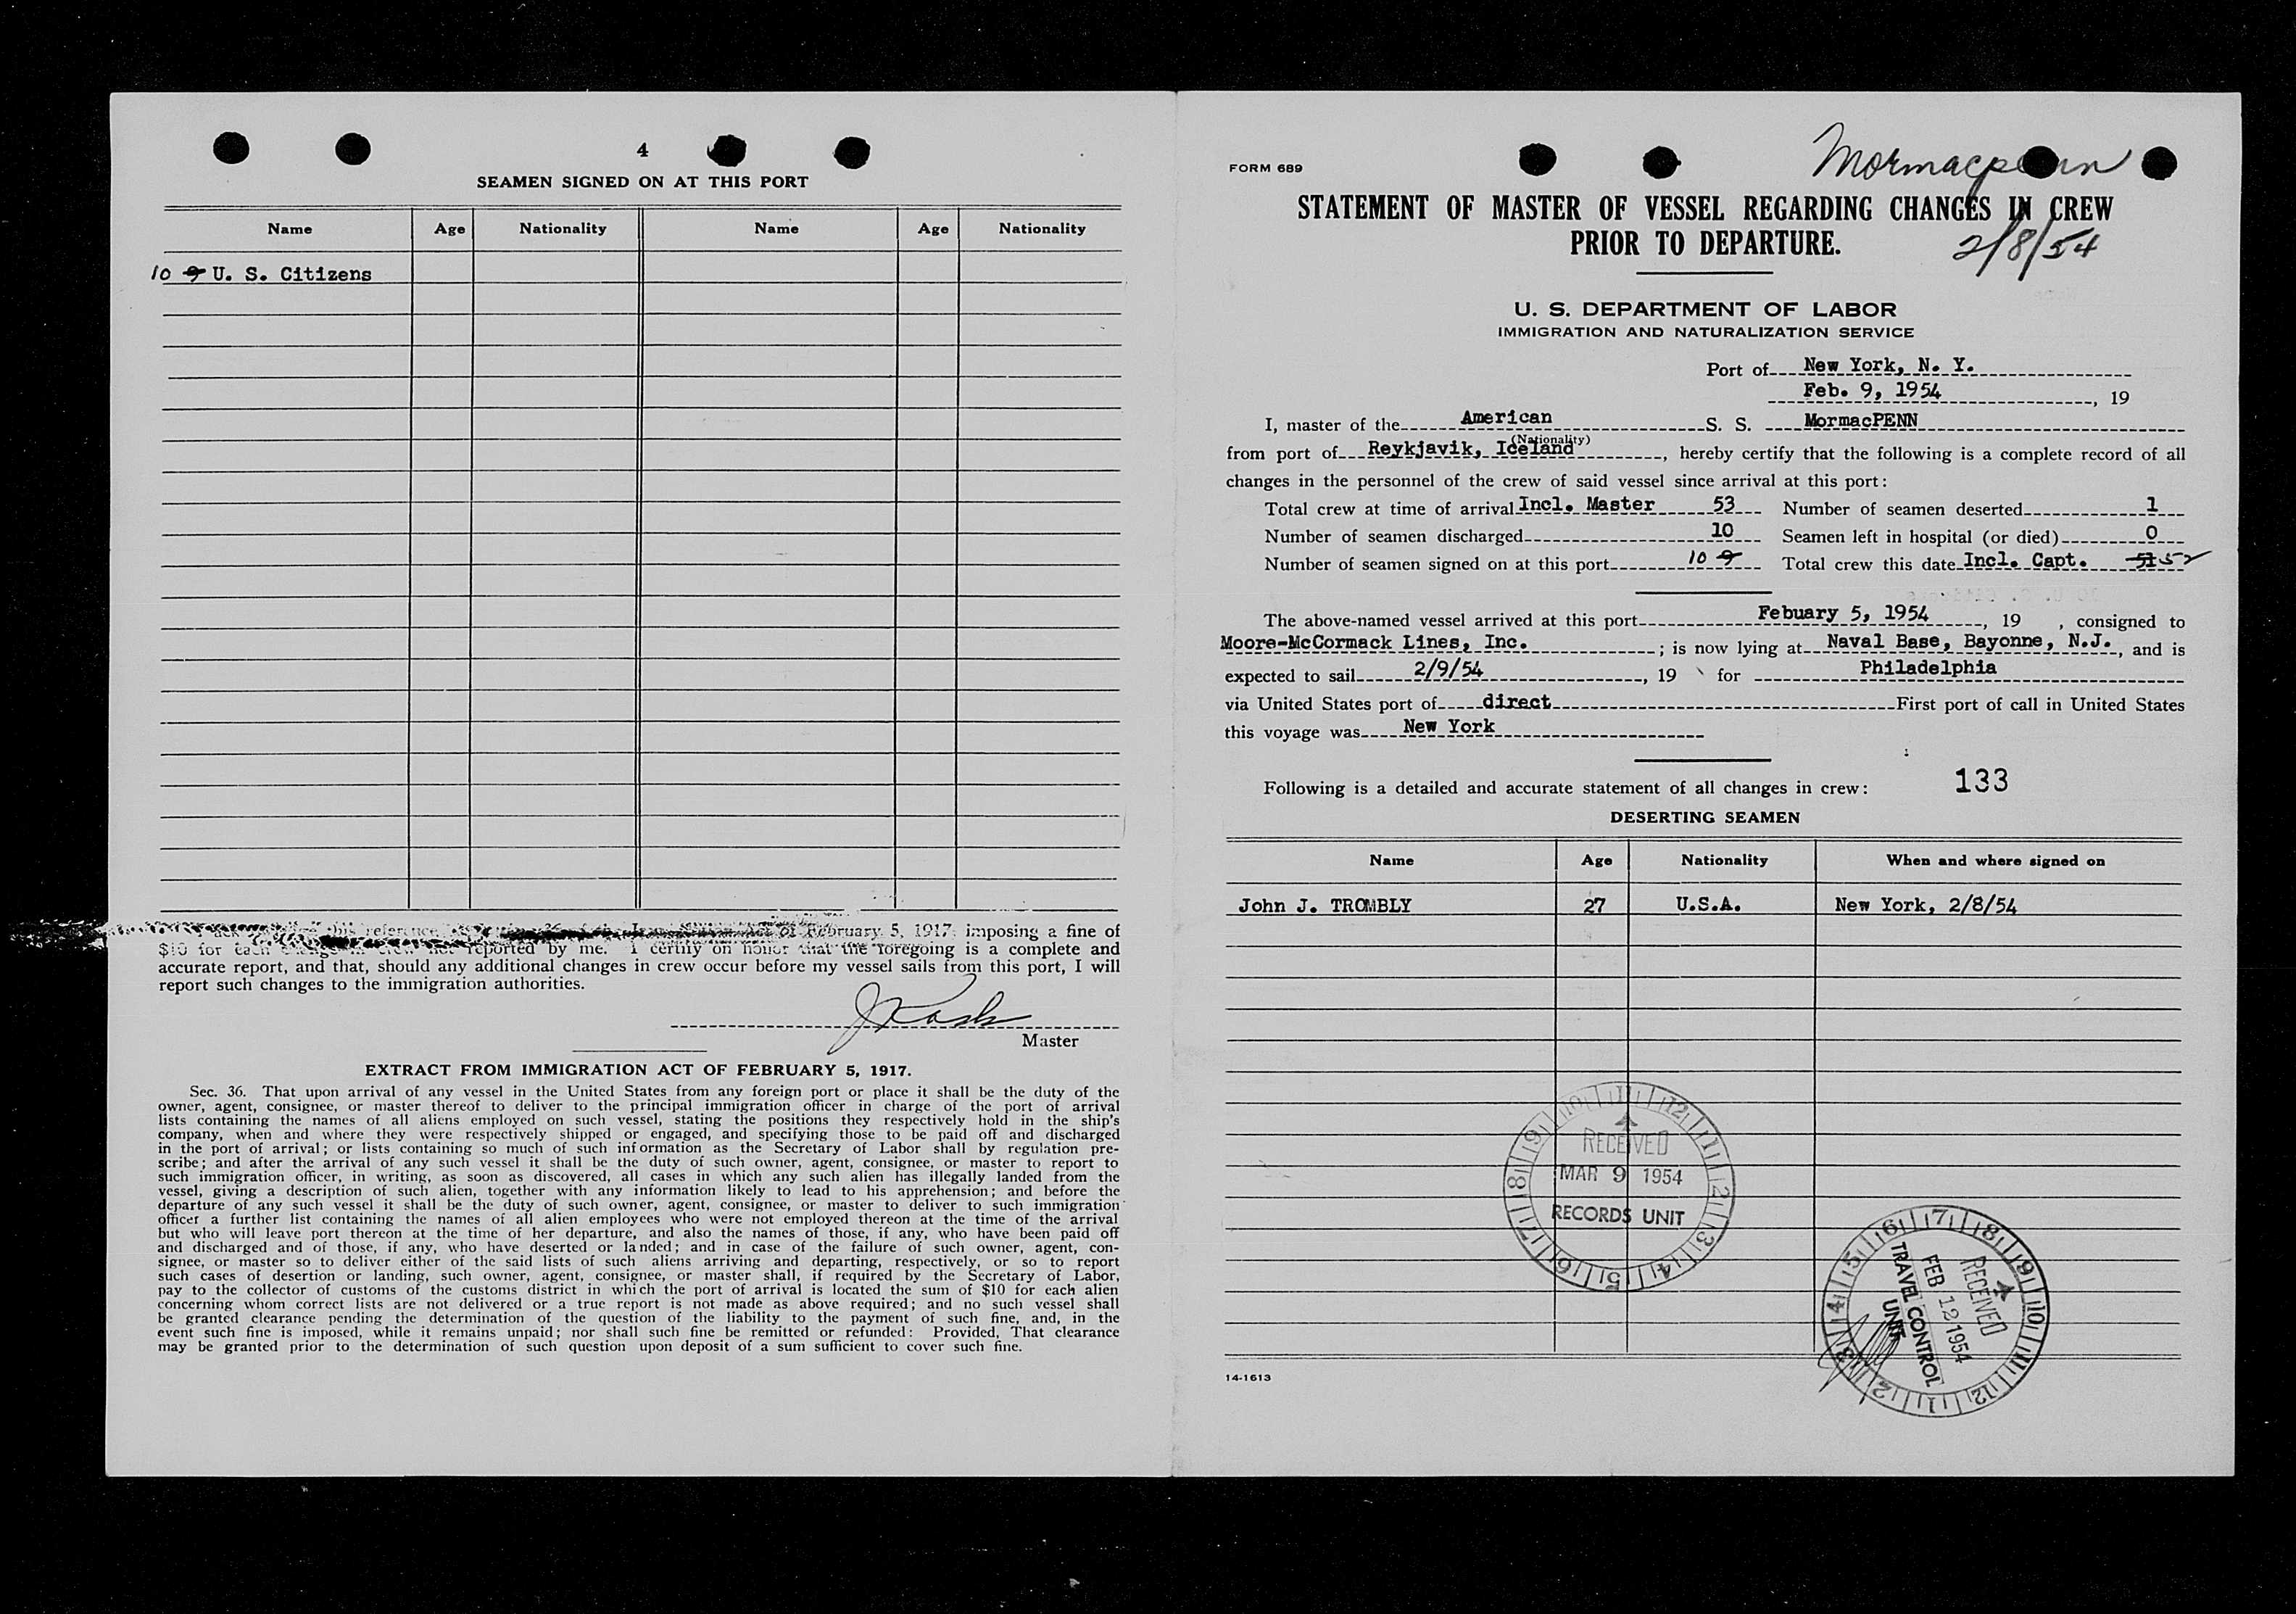 4
SEAMEN SIGNED ON AT THIS PORT
Name Age Nationality Name Age Nationality
10 9 U. S. Citizens
February 5, 1917, imposing a fine of
$10 for each change in crew not reported by me. I certify on honor that the foregoing is a complete and
accurate report, and that, should any additional changes in crew occur before my vessel sails from this port, I will
report such changes to the immigration authorities.
Master
EXTRACT FROM IMMIGRATION ACT OF FEBRUARY 5, 1917.
Sec. 36. That upon arrival of any vessel in the United States from any foreign port or place it shall be the duty of the
owner, agent, consignee, or master thereof to deliver to the principal immigration officer in charge of the port of arrival
lists containing the names of all aliens employed on such vessel, stating the positions they respectively hold in the ship's
company, when and where they were respectively shipped or engaged, and specifying those to be paid off and discharged
in the port of arrival; or lists containing so much of such information as the Secretary of Labor shall by regulation pre-
scribe; and after the arrival of any such vessel it shall be the duty of such owner, agent, consignee, or master to report to
such immigration officer, in writing, as soon as discovered, all cases in which any such alien has illegally landed from the
vessel, giving a description of such alien, together with any information likely to lead to his apprehension; and before the
departure of any such vessel it shall be the duty of such owner, agent, consignee, or master to deliver to such immigration
officer a further list containing the names of all alien employees who were not employed thereon at the time of the arrival
but who will leave port thereon at the time of her departure, and also the names of those, if any, who have been paid off
and discharged and of those, if any, who have deserted or landed; and in case of the failure of such owner, agent, con-
signee, or master so to deliver either of the said lists of such aliens arriving and departing, respectively, or so to report
such cases of desertion or landing, such owner, agent, consignee, or master shall, if required by the Secretary of Labor,
pay to the collector of customs of the customs district in which the port of arrival is located the sum of $10 for each alien
concerning whom correct lists are not delivered or a true report is not made as above required; and no such vessel shall
be granted clearance pending the determination of the question of the liability to the payment of such fine, and, in the
event such fine is imposed, while it remains unpaid; nor shall such fine be remitted or refunded: Provided, That clearance
may be granted prior to the determination of such question upon deposit of a sum sufficient to cover such fine.
FORM 689
Mormacpenn
STATEMENT OF MASTER OF VESSEL REGARDING CHANGES IN CREW
PRIOR TO DEPARTURE.
2/8/54
U. S. DEPARTMENT OF LABOR
IMMIGRATION AND NATURALIZATION SERVICE
Port of New York, N. Y.
Feb. 9, 1954, 19
I, master of the American S. S. MormacPENN
(Nationality)
from port of Reykjavik, Iceland, hereby certify that the following is a complete record of all
changes in the personnel of the crew of said vessel since arrival at this port:
Total crew at time of arrival Incl. Master 53 Number of seamen deserted 1
Number of seamen discharged 10 Seamen left in hospital (or died) 0
Number of seamen signed on at this port 10 9 Total crew this date Incl. Capt. 51 52
The above-named vessel arrived at this port Febuary 5, 1954, 19 , consigned to
Moore-McCormack Lines, Inc. ; is now lying at Naval Base, Bayonne, N.J., and is
expected to sail 2/9/54, 19 for Philadelphia
via United States port of direct First port of call in United States
this voyage was New York
Following is a detailed and accurate statement of all changes in crew: 133
DESERTING SEAMEN
Name Age Nationality When and where signed on
John J. TROMBLY 27 U.S.A. New York, 2/8/54
RECEIVED
MAR 9 1954
RECORDS UNIT
RECEIVED
FEB 12 1954
TRAVEL CONTROL
UNIT
14-1613